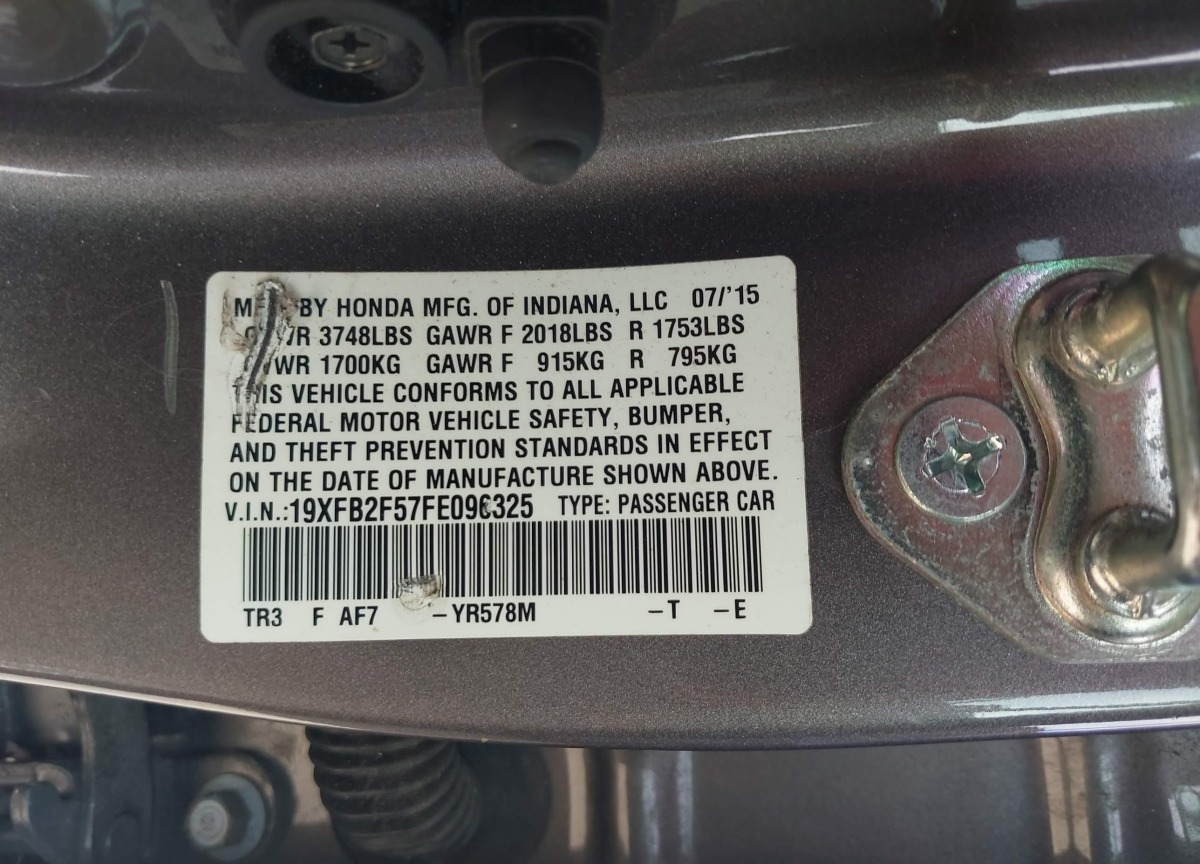 BY HONDA MFG. OF INDIANA, LLC 07/'15
3748LBS GAWR F 2018LBS R 1753LBS
1700KG GAWR F 915KG R 795KG
THIS VEHICLE CONFORMS TO ALL APPLICABLE
FEDERAL MOTOR VEHICLE SAFETY, BUMPER,
AND THEFT PREVENTION STANDARDS IN EFFECT
ON THE DATE OF MANUFACTURE SHOWN ABOVE.
V.I.N.: TYPE: PASSENGER CAR
TR3 F AF7 –YR578M –T –E